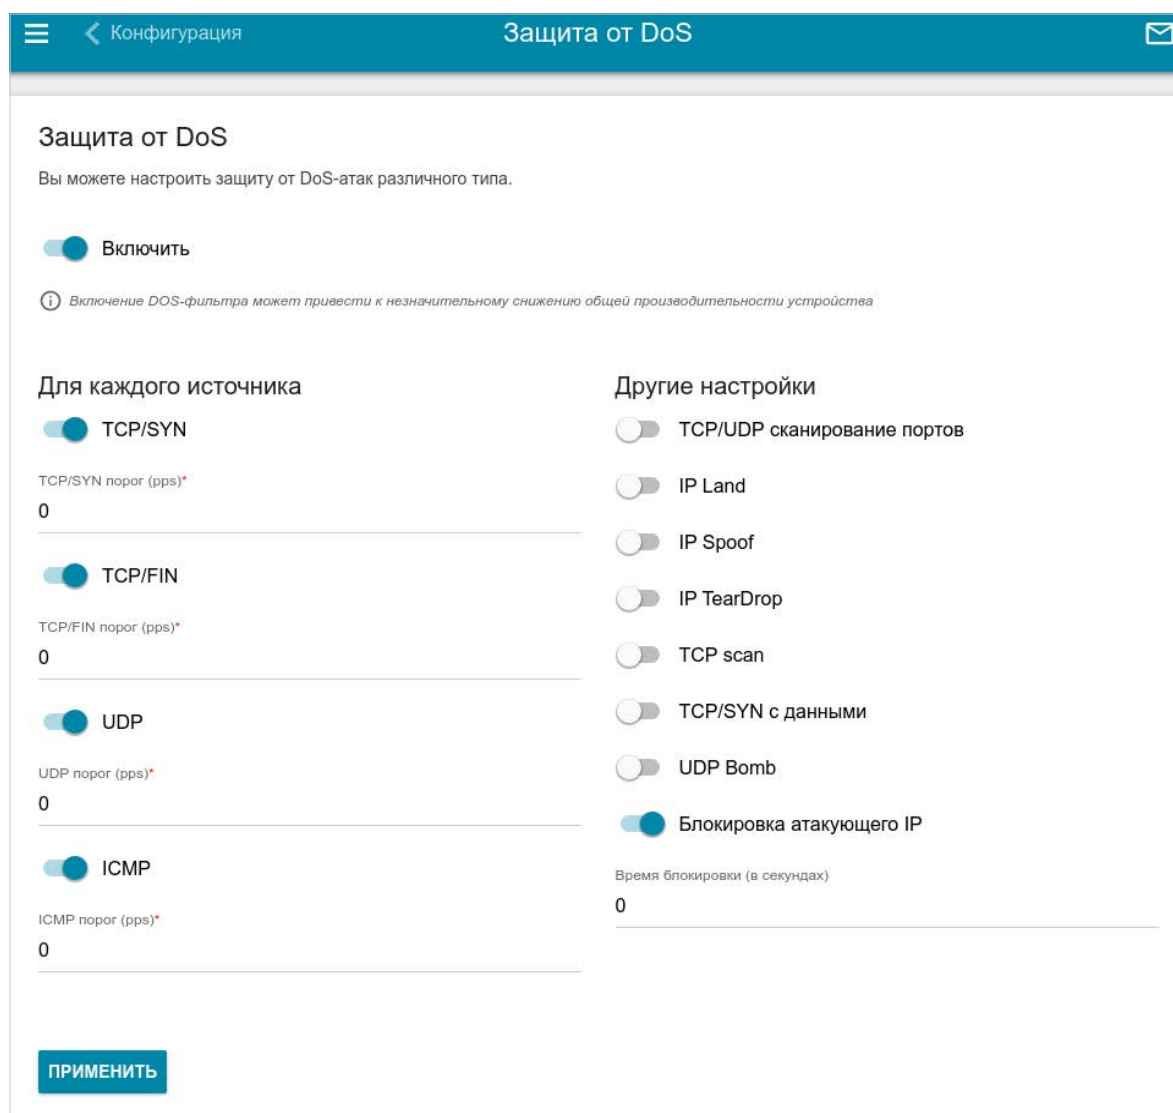 Конфигурация
Защита от DoS
Защита от DoS
Вы можете настроить защиту от DoS-атак различного типа.
Включить
Включение DOS-фильтра может привести к незначительному снижению общей производительности устройства
Для каждого источника
TCP/SYN
TCP/SYN порог (pps)*
0
TCP/FIN
TCP/FIN порог (pps)*
0
UDP
UDP порог (pps)*
0
ICMP
ICMP порог (pps)*
0
Другие настройки
TCP/UDP сканирование портов
IP Land
IP Spoof
IP TearDrop
TCP scan
TCP/SYN с данными
UDP Bomb
Блокировка атакующего IP
Время блокировки (в секундах)
0
ПРИМЕНИТЬ